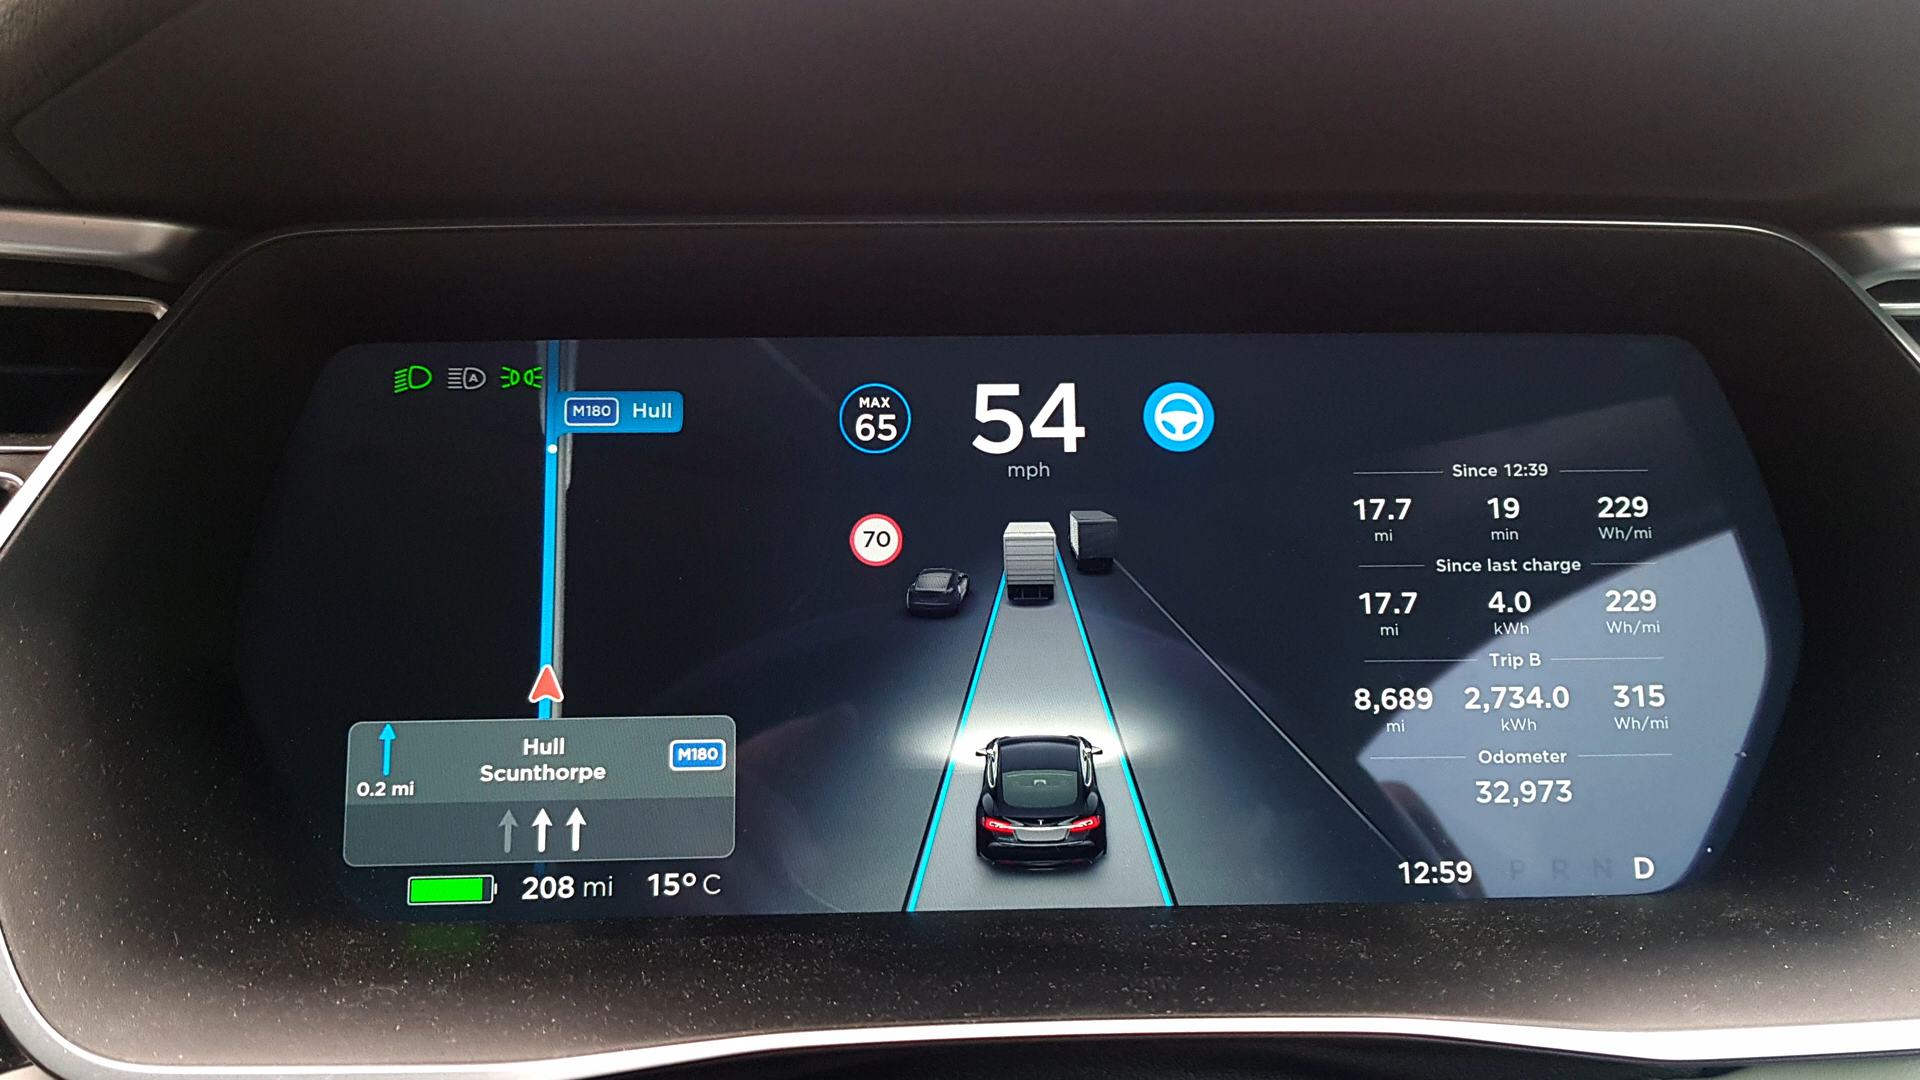 M180 Hull
MAX
65
54
mph
70
Since 12:39
17.7 19 229
mi min Wh/mi
Since last charge
17.7 4.0 229
mi kWh Wh/mi
Trip B
8,689 2,734.0 315
mi kWh Wh/mi
Odometer
32,973
Hull
Scunthorpe
M180
0.2 mi
208 mi 15° C
12:59 P R N D
A